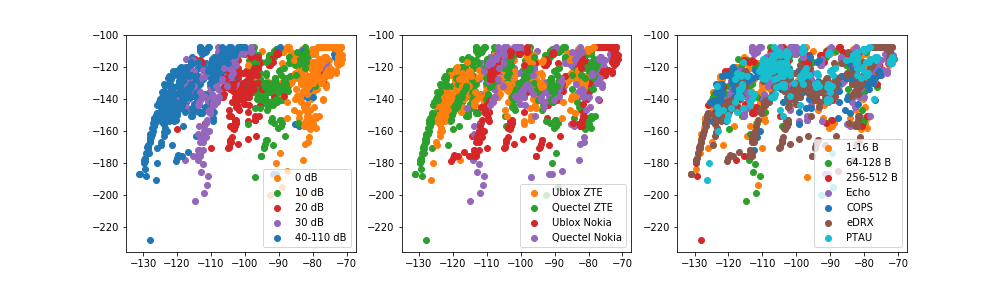 −100
−120
−140
−160
−180
−200
−220
−130 −120 −110 −100 −90 −80 −70
0 dB
10 dB
20 dB
30 dB
40-110 dB
−100
−120
−140
−160
−180
−200
−220
−130 −120 −110 −100 −90 −80 −70
Ublox ZTE
Quectel ZTE
Ublox Nokia
Quectel Nokia
−100
−120
−140
−160
−180
−200
−220
−130 −120 −110 −100 −90 −80 −70
1-16 B
64-128 B
256-512 B
Echo
COPS
eDRX
PTAU